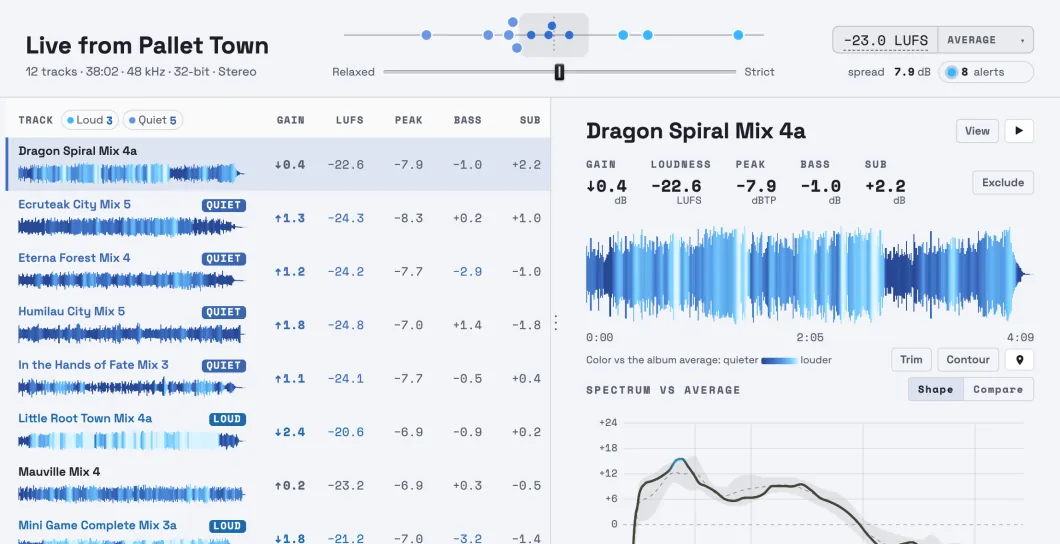 Live from Pallet Town
12 tracks · 38:02 · 48 kHz · 32-bit · Stereo
Relaxed
Strict
−23.0 LUFS
AVERAGE
spread 7.9 dB
8 alerts
TRACK
Loud 3
Quiet 5
GAIN LUFS PEAK BASS SUB
Dragon Spiral Mix 4a
↓0.4 −22.6 −7.9 −1.0 +2.2
Ecruteak City Mix 5 QUIET
↑1.3 −24.3 −8.3 +0.2 +1.0
Eterna Forest Mix 4 QUIET
↑1.2 −24.2 −7.7 −2.9 −1.0
Humilau City Mix 5 QUIET
↑1.8 −24.8 −7.0 +1.4 −1.8
In the Hands of Fate Mix 3 QUIET
↑1.1 −24.1 −7.7 −0.5 +0.4
Little Root Town Mix 4a LOUD
↓2.4 −20.6 −6.9 −0.9 +0.2
Mauville Mix 4
↑0.2 −23.2 −6.9 +0.3 −0.5
Mini Game Complete Mix 3a LOUD
↓1.8 −21.2 −7.0 −3.2 −1.4
Dragon Spiral Mix 4a
View
GAIN LOUDNESS PEAK BASS SUB
↓0.4 −22.6 −7.9 −1.0 +2.2
dB LUFS dBTP dB dB
Exclude
0:00 2:05 4:09
Color vs the album average: quieter louder
Trim
Contour
SPECTRUM VS AVERAGE
Shape
Compare
+24
+18
+12
+6
0